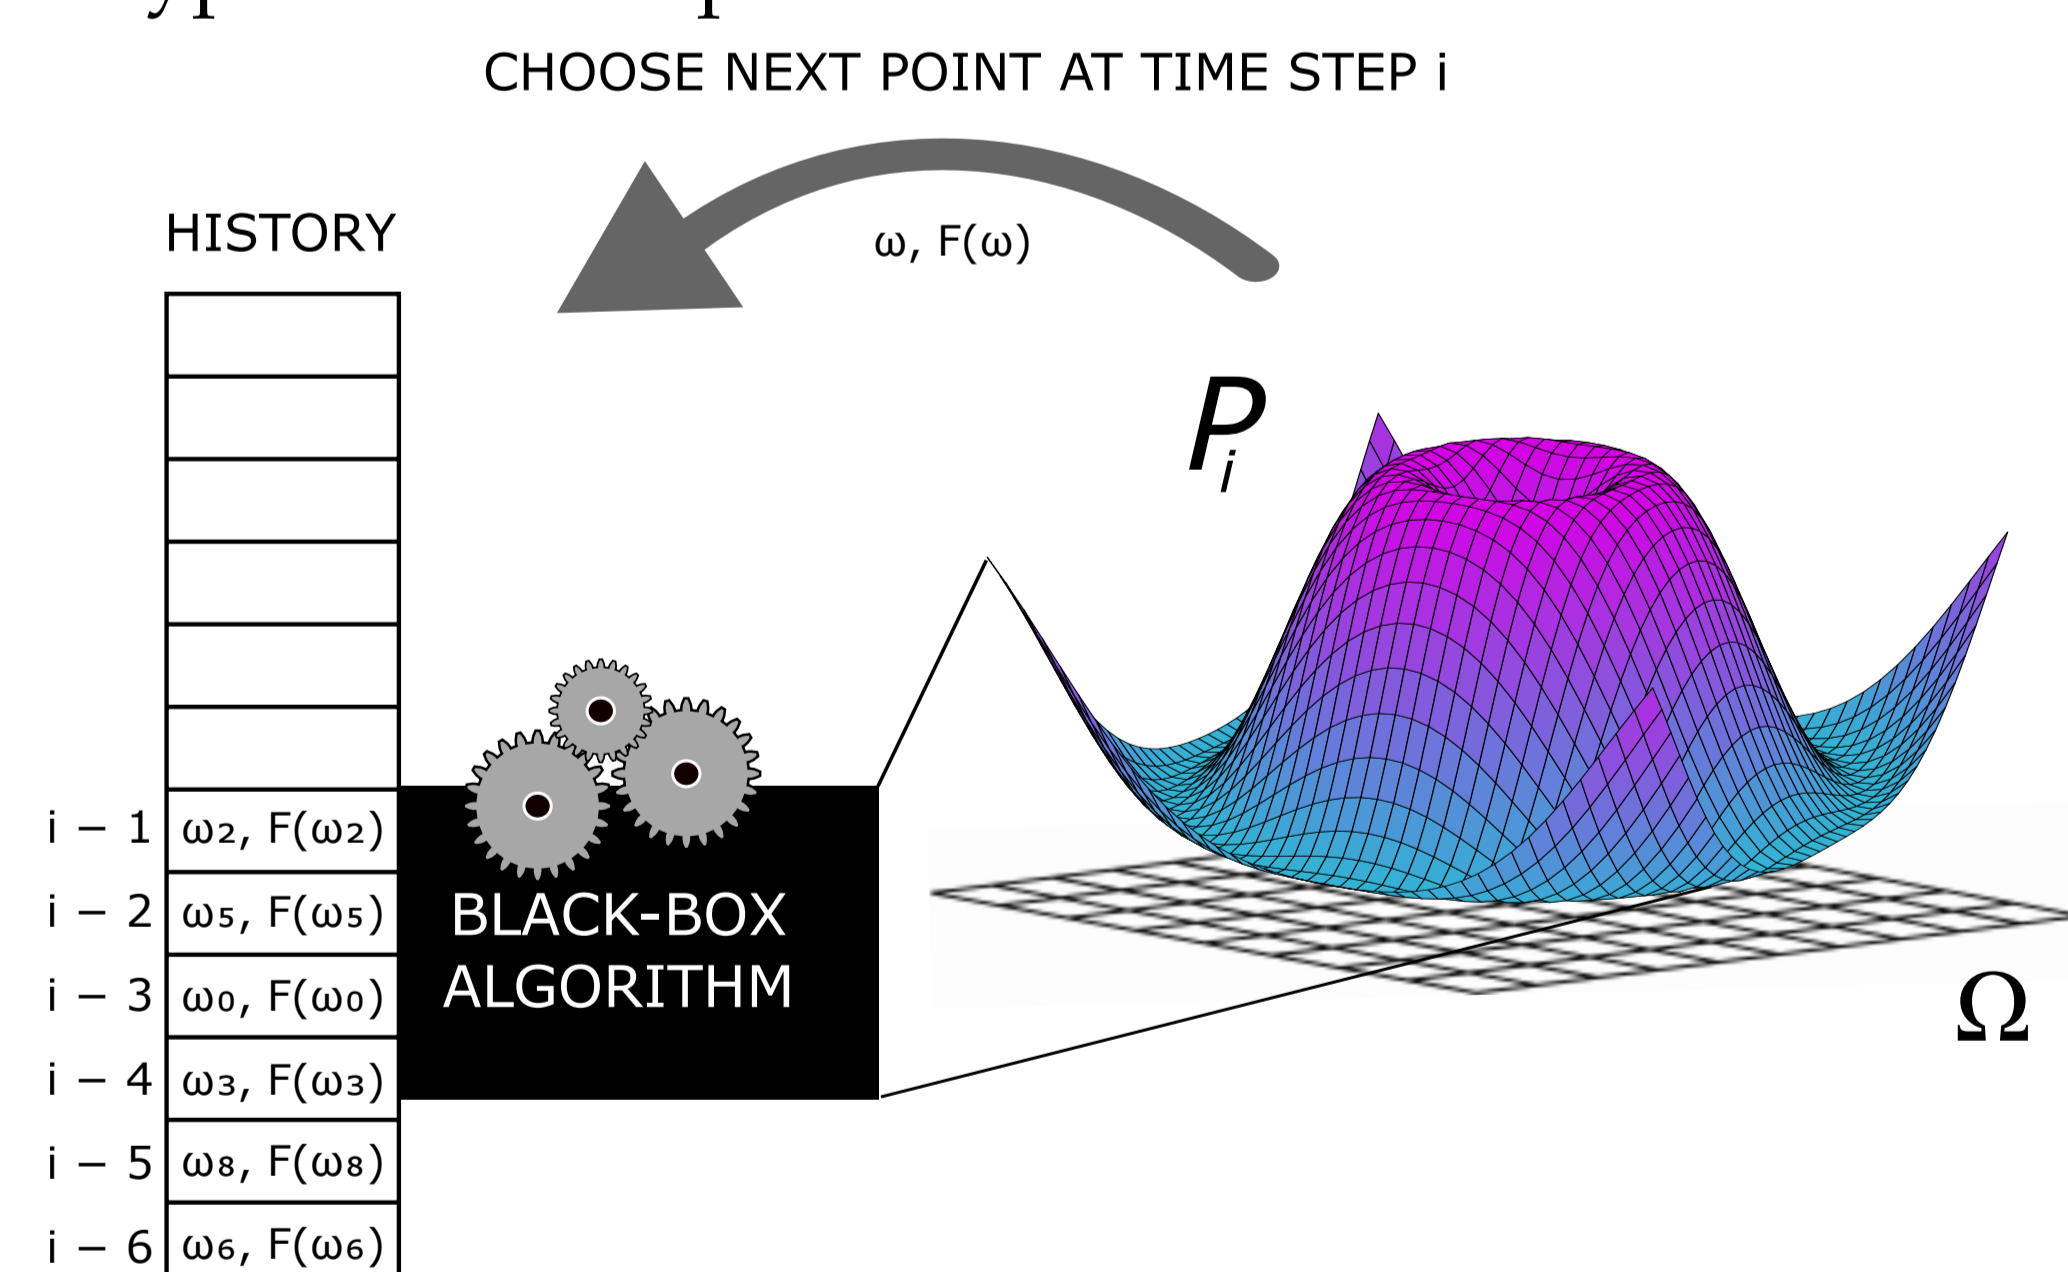 CHOOSE NEXT POINT AT TIME STEP i
HISTORY
ω, F(ω)
Pi
i − 1 ω₂, F(ω₂)
i − 2 ω₅, F(ω₅)
i − 3 ω₀, F(ω₀)
i − 4 ω₃, F(ω₃)
i − 5 ω₈, F(ω₈)
i − 6 ω₆, F(ω₆)
BLACK-BOX
ALGORITHM
Ω